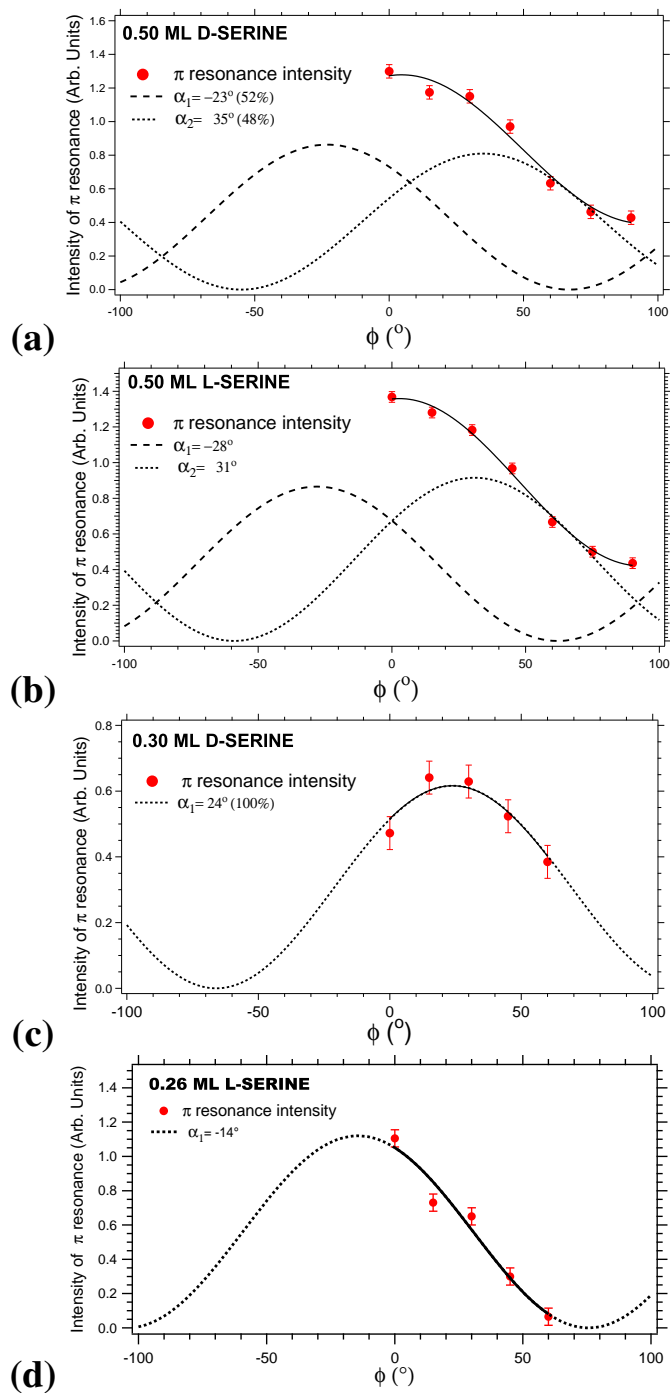 0.50 ML D-SERINE
π resonance intensity
α1= −23° (52%)
α2= 35° (48%)
Intensity of π resonance (Arb. Units)
1.6
1.4
1.2
1.0
0.8
0.6
0.4
0.2
0.0
-100 -50 0 50 100
ϕ (°)
(a)
0.50 ML L-SERINE
π resonance intensity
α1= −28°
α2= 31°
Intensity of π resonance (Arb. Units)
1.6
1.4
1.2
1.0
0.8
0.6
0.4
0.2
0.0
-100 -50 0 50 100
ϕ (°)
(b)
0.30 ML D-SERINE
π resonance intensity
α1= 24° (100%)
Intensity of π resonance (Arb. Units)
0.8
0.6
0.4
0.2
0.0
-100 -50 0 50 100
ϕ (°)
(c)
0.26 ML L-SERINE
π resonance intensity
α1= -14°
Intensity of π resonance (Arb. Units)
1.4
1.2
1.0
0.8
0.6
0.4
0.2
0.0
-100 -50 0 50 100
ϕ (°)
(d)